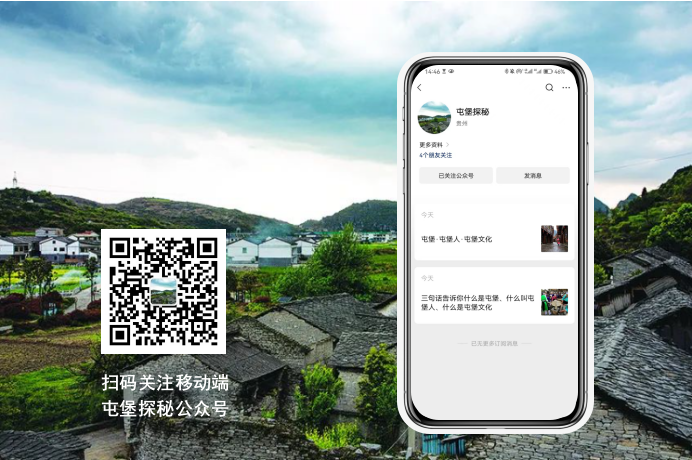 扫码关注移动端
屯堡探秘公众号
14:46
46%
屯堡探秘
贵州
更多资料
4个朋友关注
已关注公众号
发消息
今天
屯堡·屯堡人·屯堡文化
今天
三句话告诉你什么是屯堡、什么叫屯
堡人、什么是屯堡文化
已无更多订阅消息